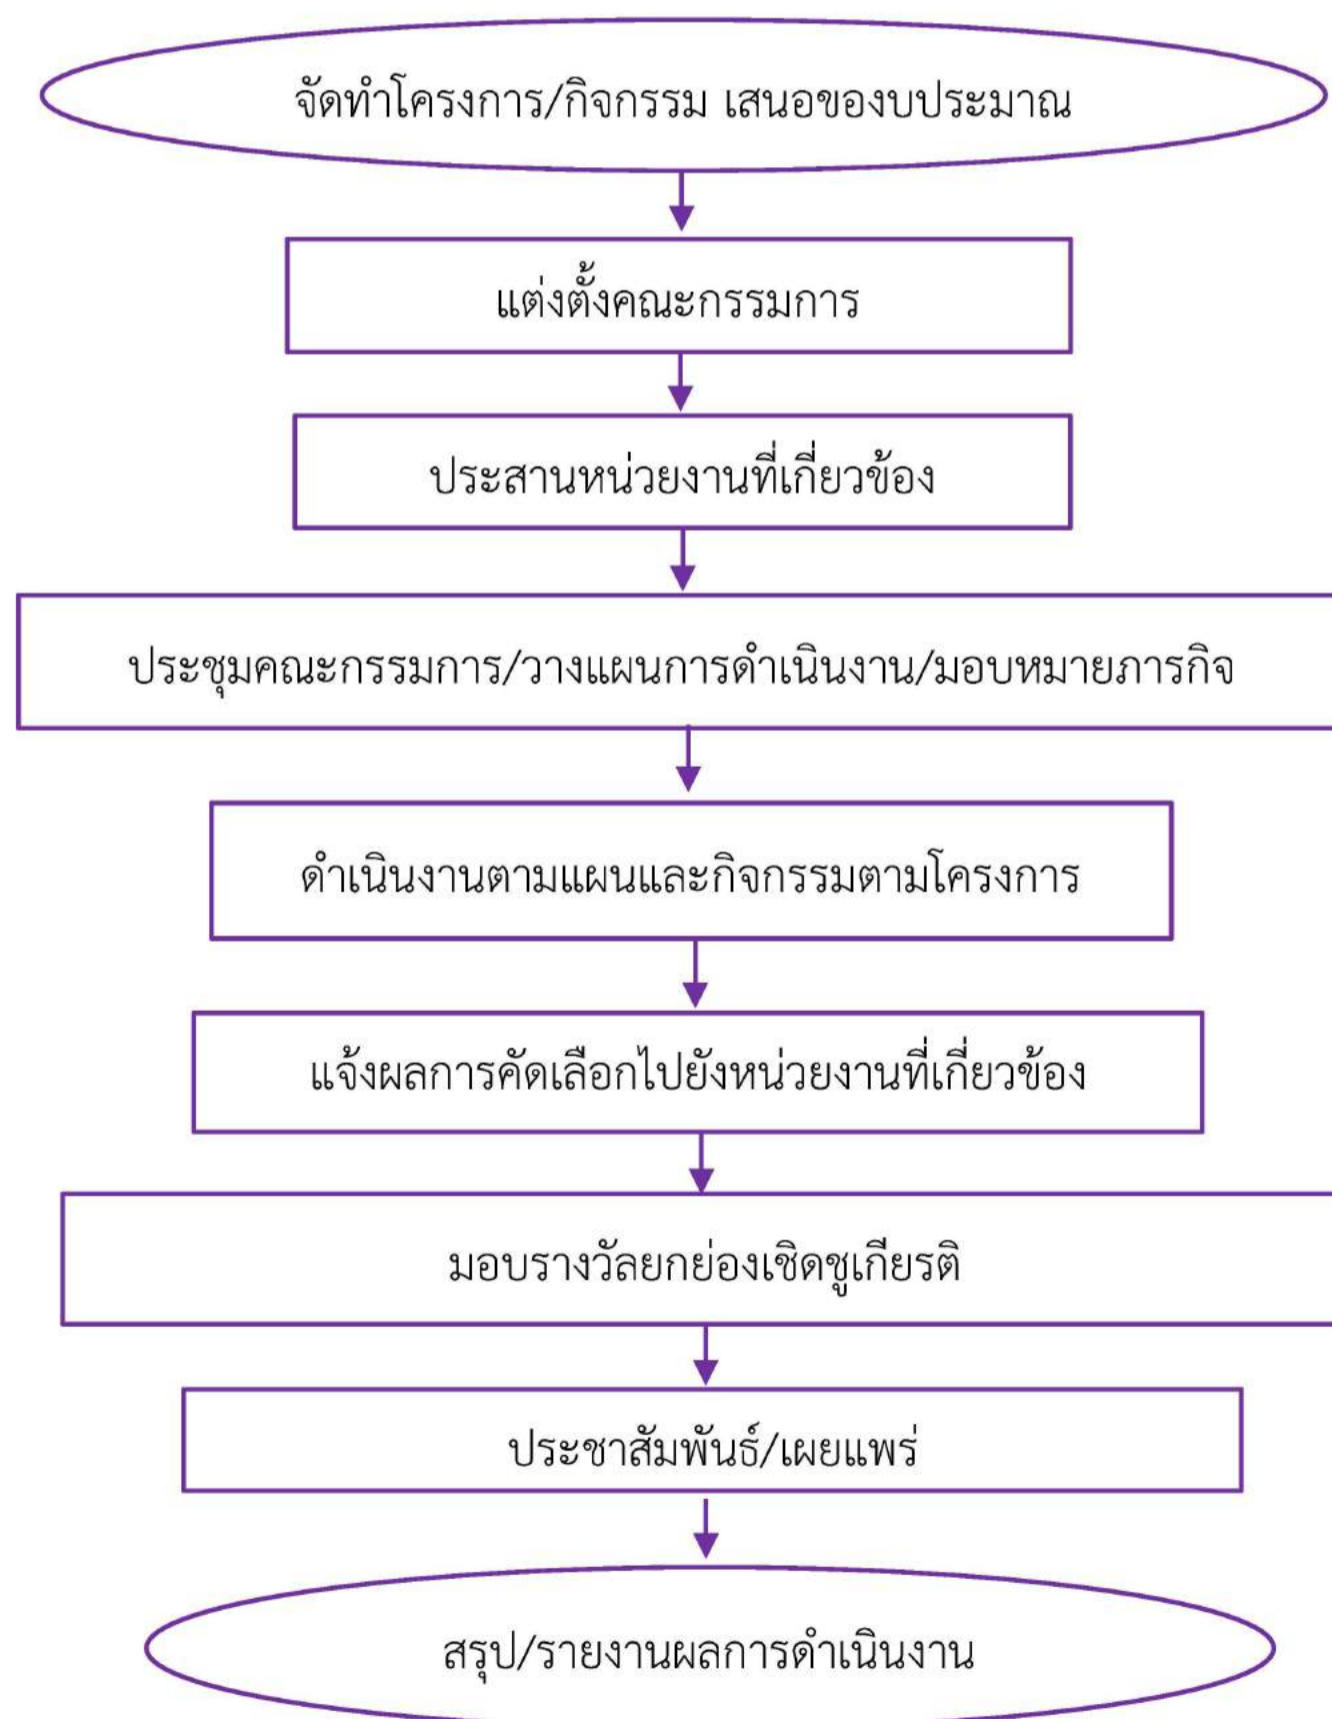 จัดทำโครงการ/กิจกรรม เสนอของบประมาณ
แต่งตั้งคณะกรรมการ
ประสานหน่วยงานที่เกี่ยวข้อง
ประชุมคณะกรรมการ/วางแผนการดำเนินงาน/มอบหมายภารกิจ
ดำเนินงานตามแผนและกิจกรรมตามโครงการ
แจ้งผลการคัดเลือกไปยังหน่วยงานที่เกี่ยวข้อง
มอบรางวัลยกย่องเชิดชูเกียรติ
ประชาสัมพันธ์/เผยแพร่
สรุป/รายงานผลการดำเนินงาน